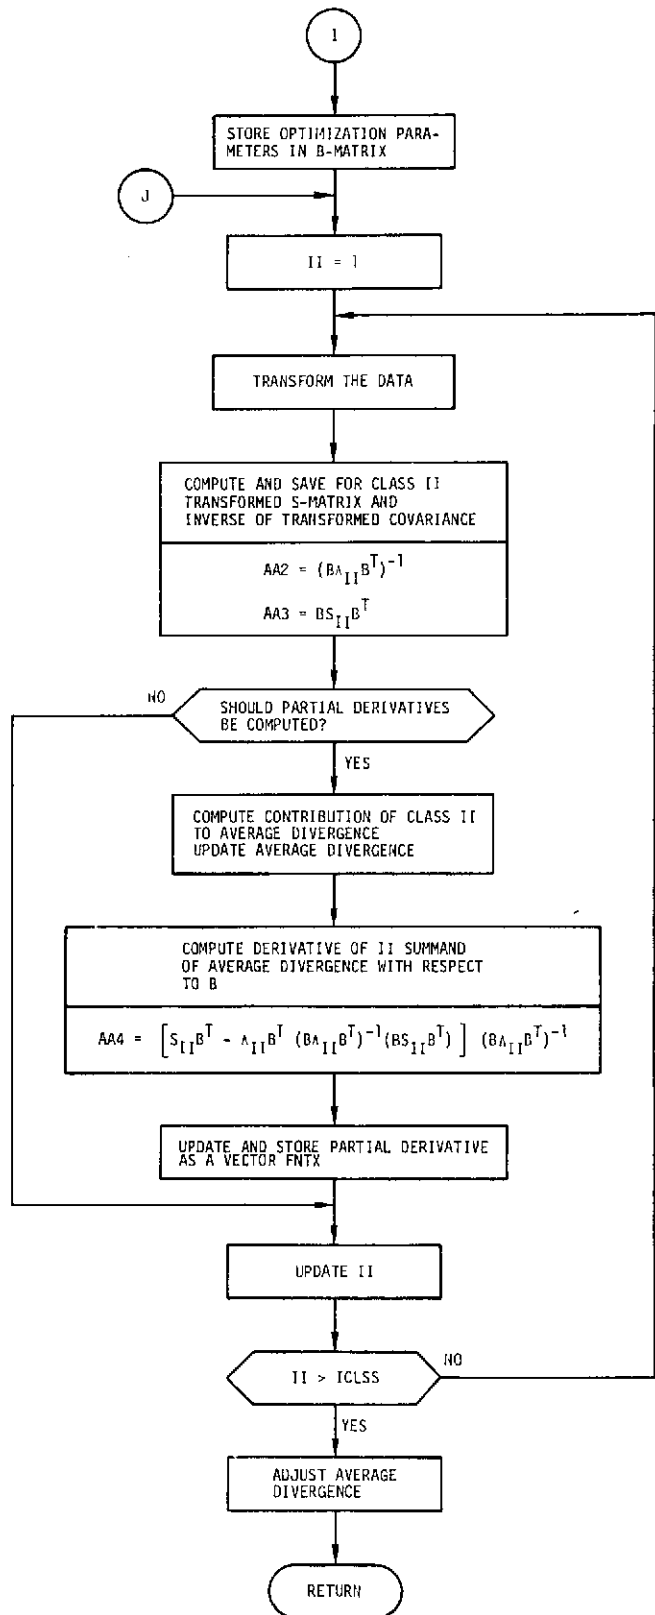 1
STORE OPTIMIZATION PARA-
METERS IN B-MATRIX
J
II = 1
TRANSFORM THE DATA
COMPUTE AND SAVE FOR CLASS II
TRANSFORMED S-MATRIX AND
INVERSE OF TRANSFORMED COVARIANCE
AA2 = (BΛ_II B^T)^-1
AA3 = BS_II B^T
NO
SHOULD PARTIAL DERIVATIVES
BE COMPUTED?
YES
COMPUTE CONTRIBUTION OF CLASS II
TO AVERAGE DIVERGENCE
UPDATE AVERAGE DIVERGENCE
COMPUTE DERIVATIVE OF II SUMMAND
OF AVERAGE DIVERGENCE WITH RESPECT
TO B
AA4 = [S_II B^T - Λ_II B^T (BΛ_II B^T)^-1 (BS_II B^T)] (BΛ_II B^T)^-1
UPDATE AND STORE PARTIAL DERIVATIVE
AS A VECTOR FNTX
UPDATE II
II > ICLSS
NO
YES
ADJUST AVERAGE
DIVERGENCE
RETURN